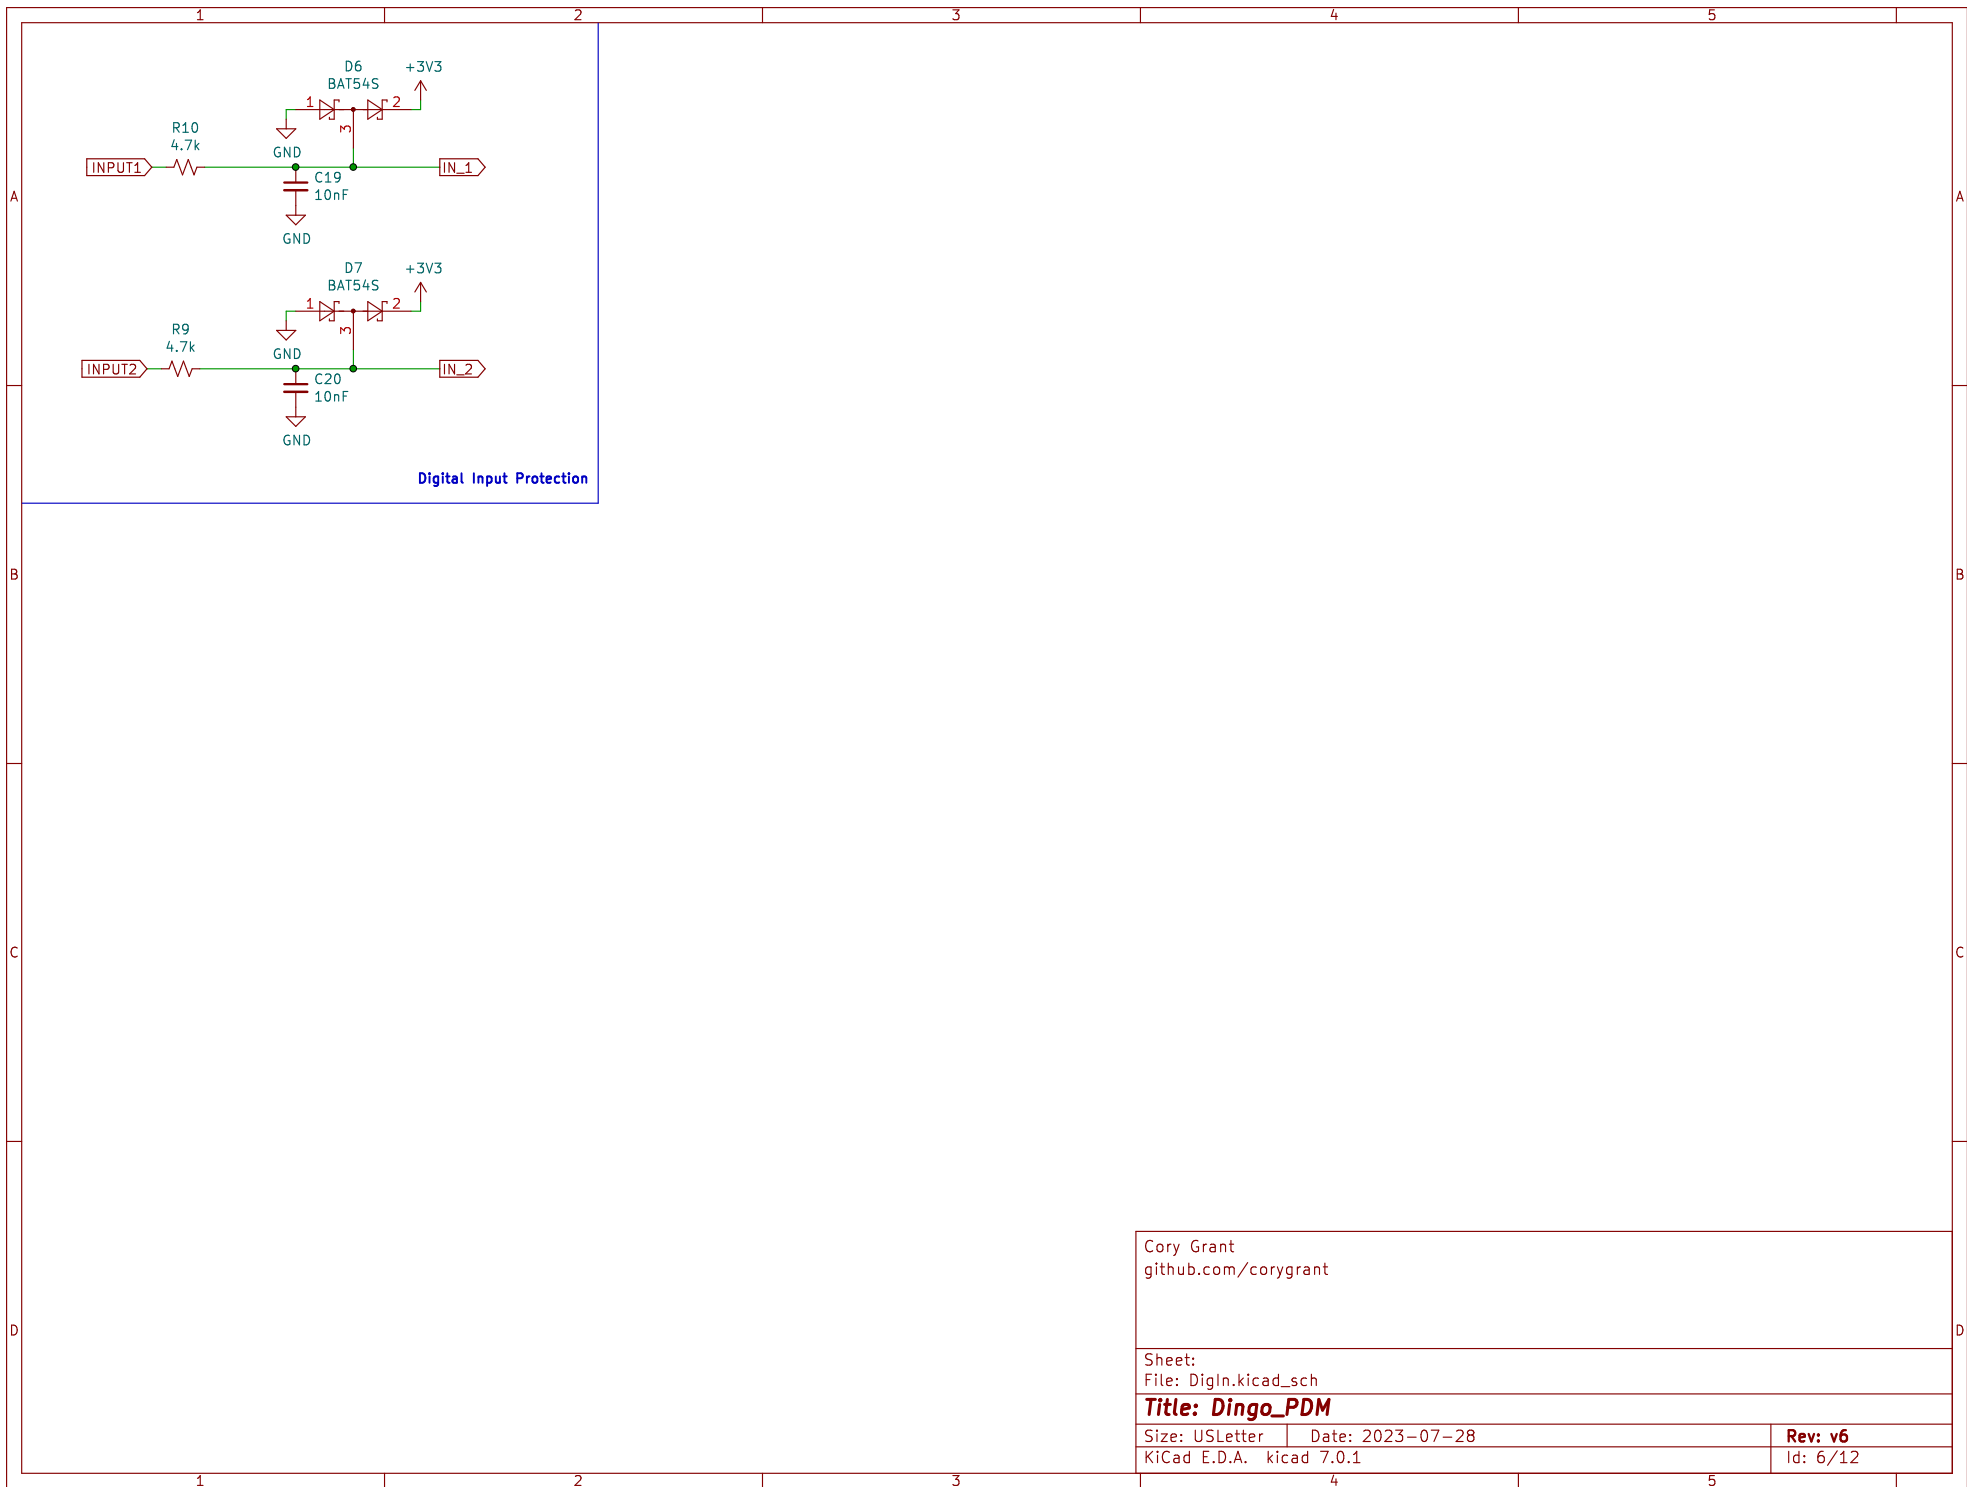 1 2 3 4 5
D6
BAT54S
+3V3
1 2
3
GND
R10
4.7k
INPUT1
IN_1
C19
10nF
GND
A A
D7
BAT54S
+3V3
1 2
3
GND
R9
4.7k
INPUT2
IN_2
C20
10nF
GND
Digital Input Protection
B B
C C
D D
Cory Grant
github.com/corygrant
Sheet:
File: DigIn.kicad_sch
Title: Dingo_PDM
Size: USLetter Date: 2023-07-28 Rev: v6
KiCad E.D.A. kicad 7.0.1 Id: 6/12
1 2 3 4 5